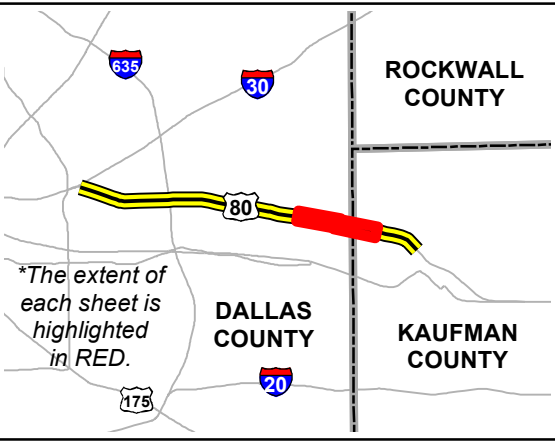 635
30
ROCKWALL
COUNTY
80
*The extent of
each sheet is
highlighted
in RED.
DALLAS
COUNTY
KAUFMAN
COUNTY
20
175